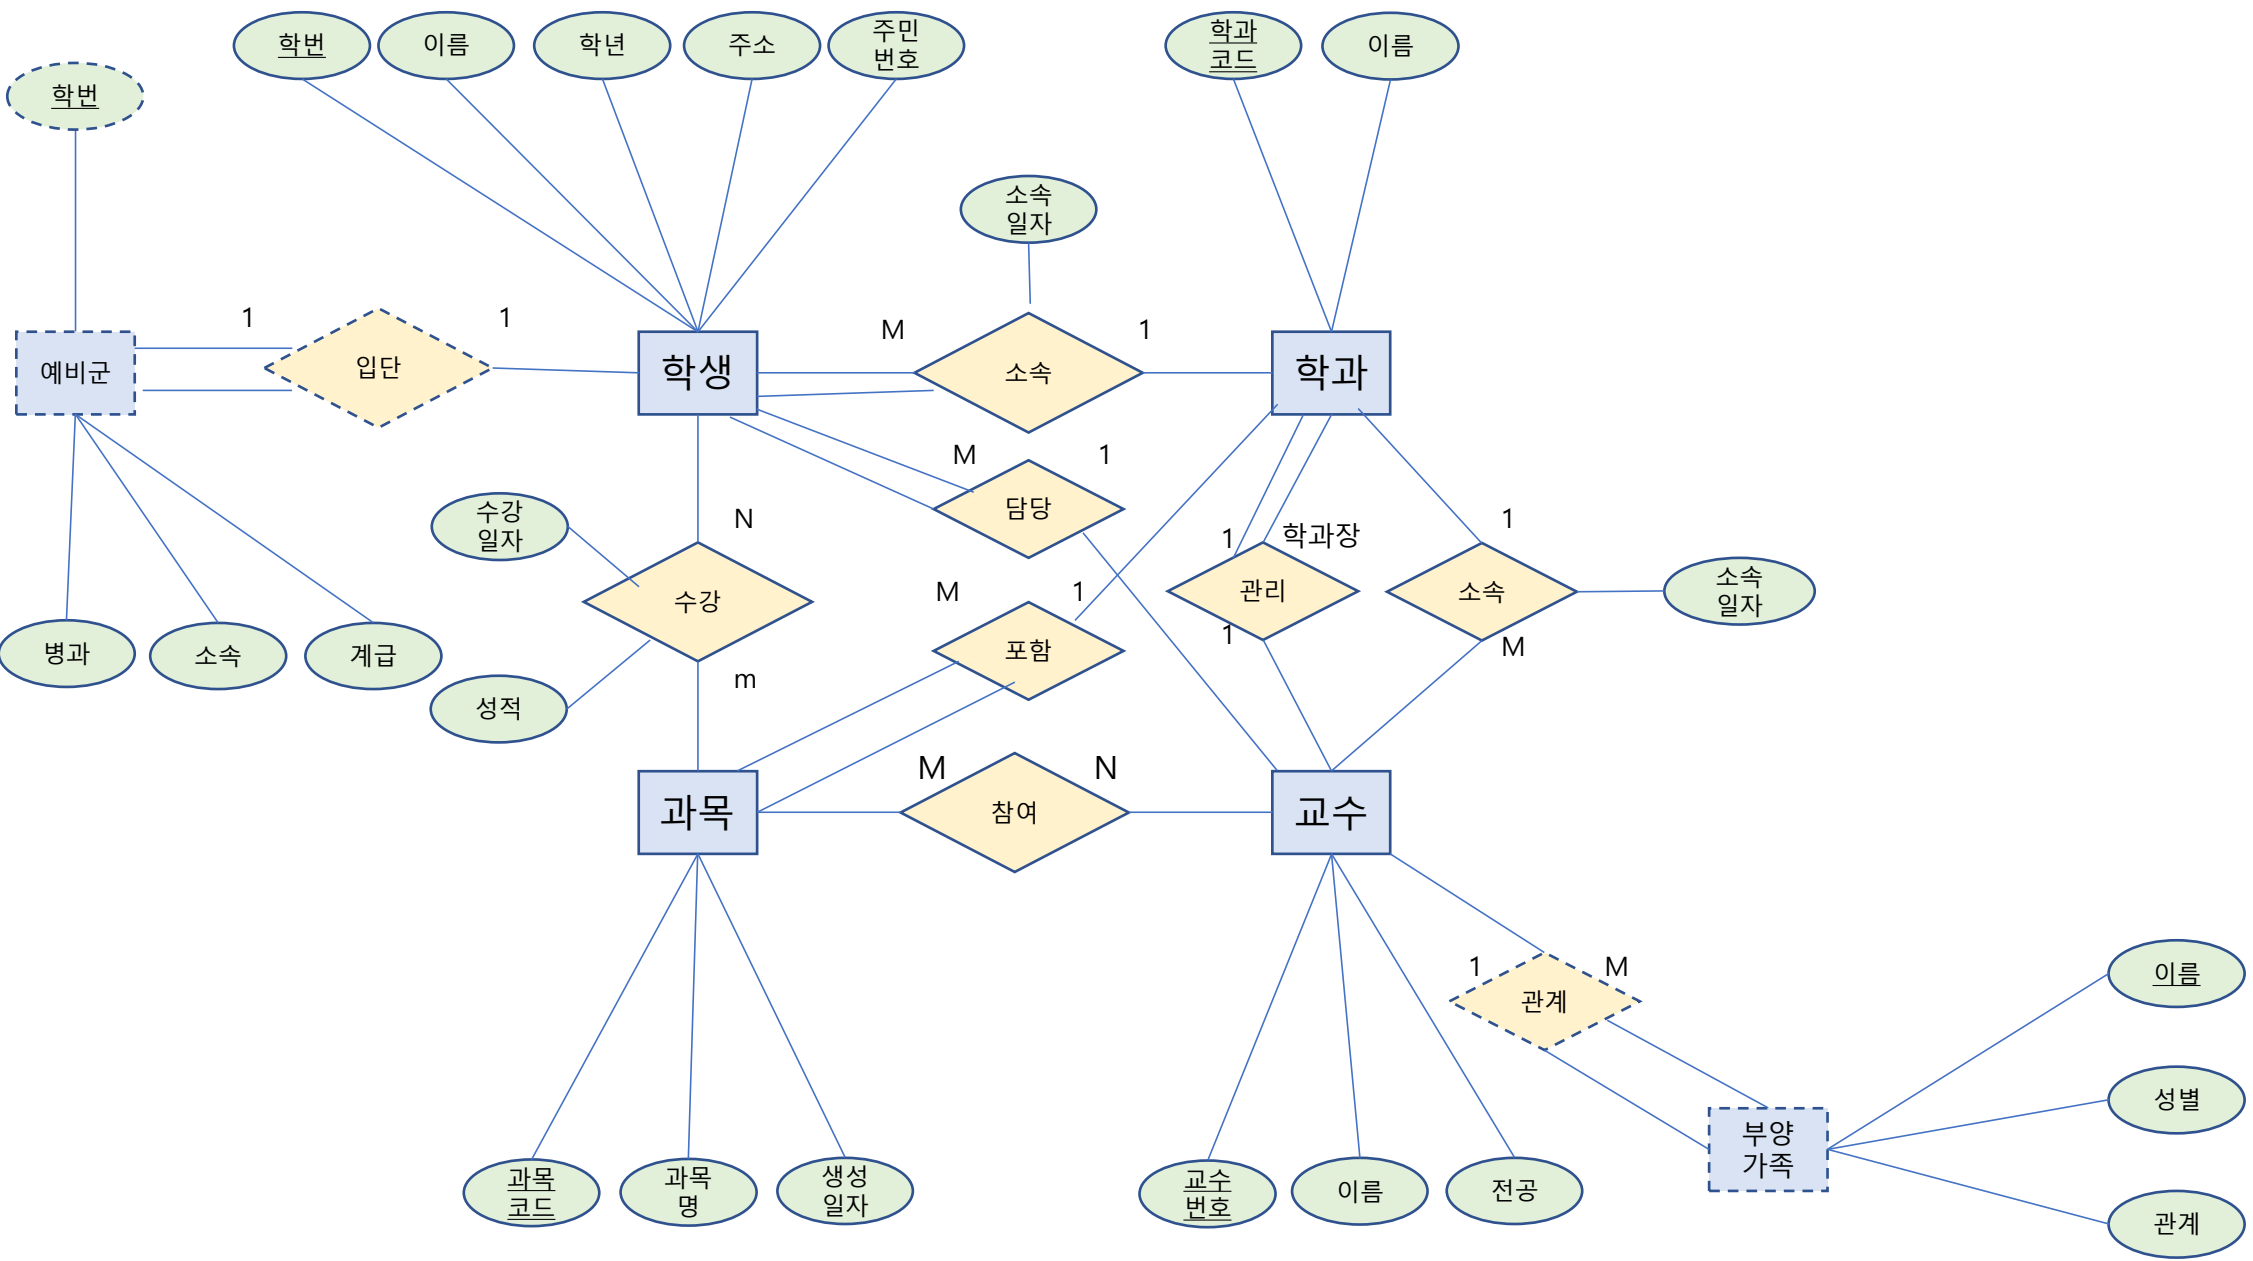 학번
이름
학년
주소
주민
번호
학과
코드
이름
학번
소속
일자
1
1
M
1
예비군
입단
학생
소속
학과
M
1
담당
수강
일자
N
1
학과장
1
수강
M
1
관리
소속
소속
일자
포함
1
M
병과
소속
계급
성적
m
M
N
과목
참여
교수
1
M
이름
관계
성별
부양
가족
과목
코드
과목
명
생성
일자
교수
번호
이름
전공
관계